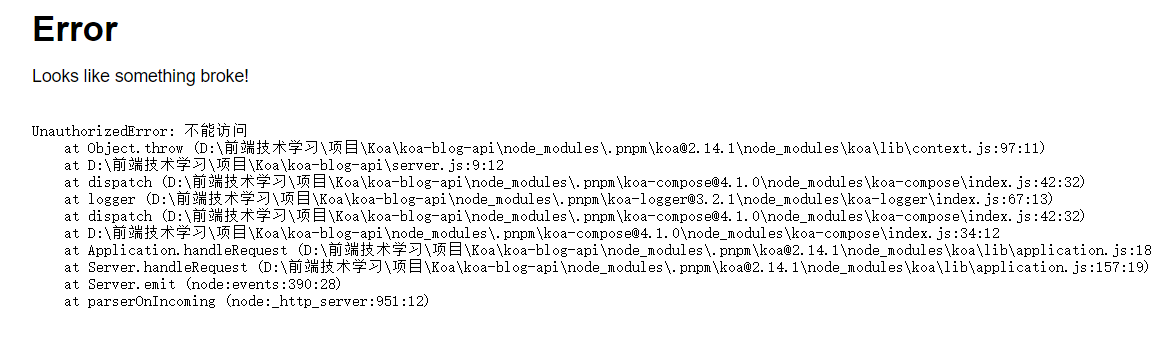 Error
Looks like something broke!
UnauthorizedError: 不能访问
at Object.throw (D:\前端技术学习\项目\Koa\koa-blog-api\node_modules\.pnpm\koa@2.14.1\node_modules\koa\lib\context.js:97:11)
at D:\前端技术学习\项目\Koa\koa-blog-api\server.js:9:12
at dispatch (D:\前端技术学习\项目\Koa\koa-blog-api\node_modules\.pnpm\koa-compose@4.1.0\node_modules\koa-compose\index.js:42:32)
at logger (D:\前端技术学习\项目\Koa\koa-blog-api\node_modules\.pnpm\koa-logger@3.2.1\node_modules\koa-logger\index.js:67:13)
at dispatch (D:\前端技术学习\项目\Koa\koa-blog-api\node_modules\.pnpm\koa-compose@4.1.0\node_modules\koa-compose\index.js:42:32)
at D:\前端技术学习\项目\Koa\koa-blog-api\node_modules\.pnpm\koa-compose@4.1.0\node_modules\koa-compose\index.js:34:12
at Application.handleRequest (D:\前端技术学习\项目\Koa\koa-blog-api\node_modules\.pnpm\koa@2.14.1\node_modules\koa\lib\application.js:18
at Server.handleRequest (D:\前端技术学习\项目\Koa\koa-blog-api\node_modules\.pnpm\koa@2.14.1\node_modules\koa\lib\application.js:157:19)
at Server.emit (node:events:390:28)
at parserOnIncoming (node:_http_server:951:12)